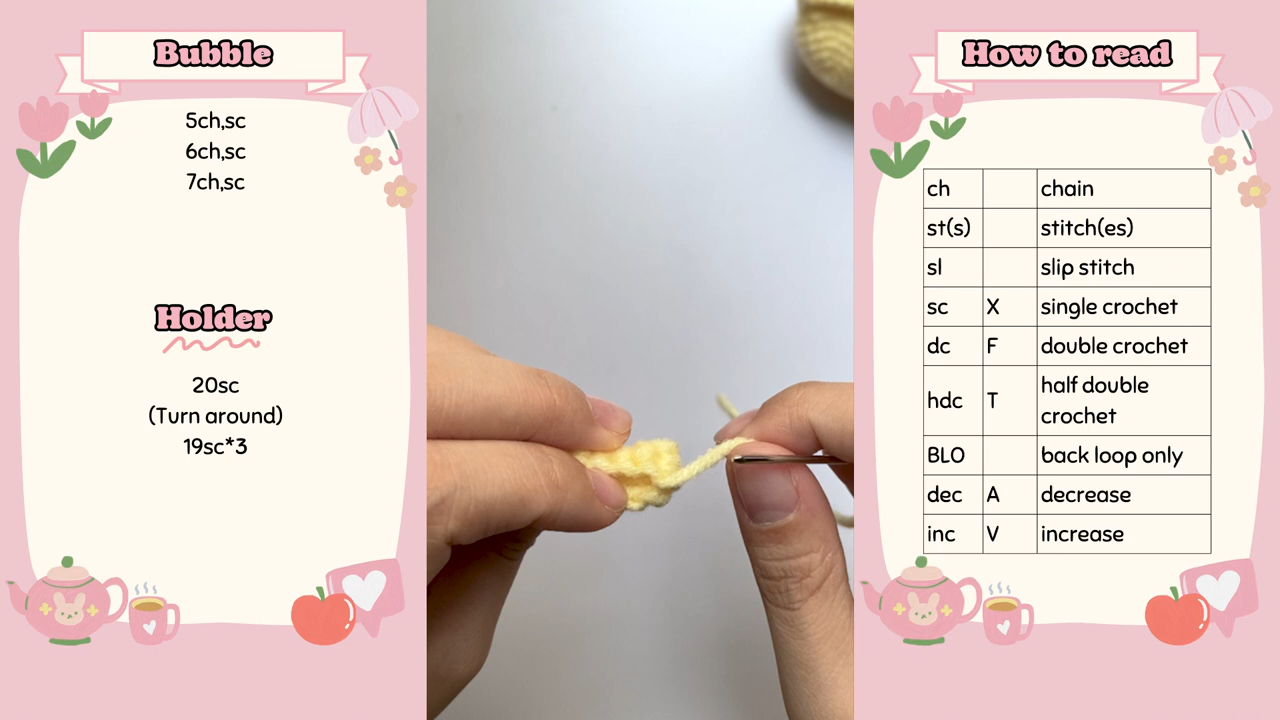 Bubble
5ch,sc
6ch,sc
7ch,sc
Holder
20sc
(Turn around)
19sc*3
How to read
ch chain
st(s) stitch(es)
sl slip stitch
sc X single crochet
dc F double crochet
hdc T half double
crochet
BLO back loop only
dec A decrease
inc V increase